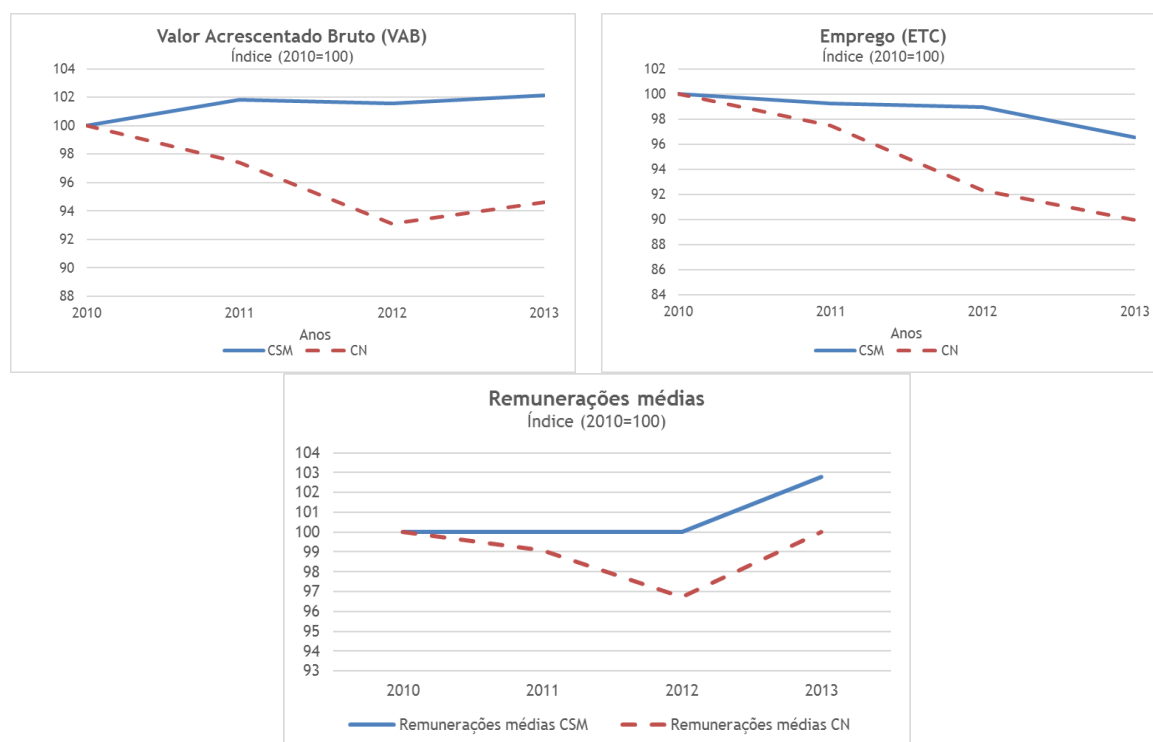 Valor Acrescentado Bruto (VAB)
Índice (2010=100)
104
102
100
98
96
94
92
90
88
2010 2011 2012 2013
Anos
CSM CN
Emprego (ETC)
Índice (2010=100)
102
100
98
96
94
92
90
88
86
84
2010 2011 2012 2013
Anos
CSM CN
Remunerações médias
Índice (2010=100)
104
103
102
101
100
99
98
97
96
95
94
93
2010 2011 2012 2013
Remunerações médias CSM Remunerações médias CN